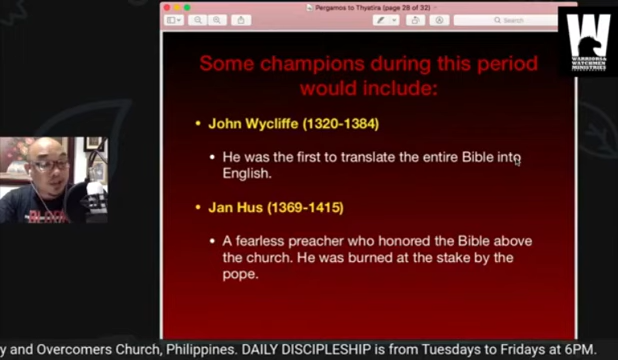 Pergamos to Thyatira (page 28 of 32)
Search
Some champions during this period
would include:
• John Wycliffe (1320-1384)
• He was the first to translate the entire Bible into
English.
• Jan Hus (1369-1415)
• A fearless preacher who honored the Bible above
the church. He was burned at the stake by the
pope.
W
WARRIORS &
WATCHMEN
MINISTRIES
y and Overcomers Church, Philippines. DAILY DISCIPLESHIP is from Tuesdays to Fridays at 6PM.